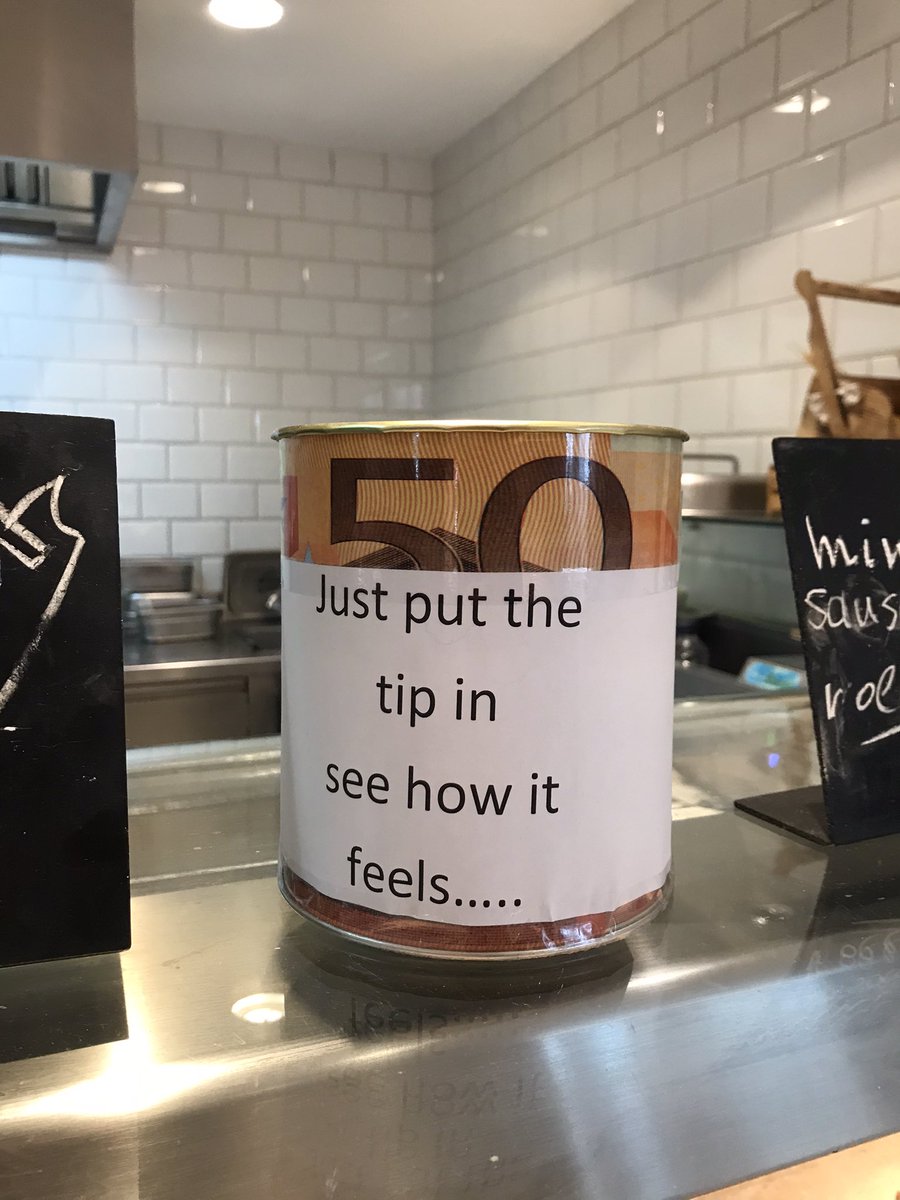 50
Just put the
tip in
see how it
feels.....